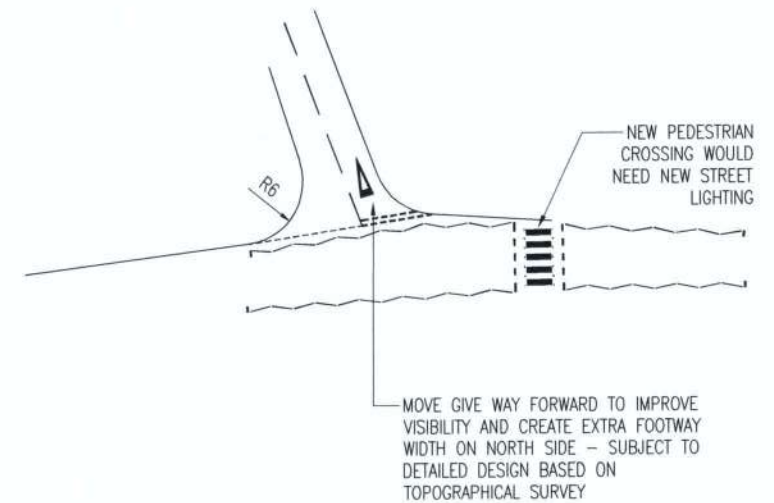 R6
NEW PEDESTRIAN
CROSSING WOULD
NEED NEW STREET
LIGHTING
MOVE GIVE WAY FORWARD TO IMPROVE
VISIBILITY AND CREATE EXTRA FOOTWAY
WIDTH ON NORTH SIDE – SUBJECT TO
DETAILED DESIGN BASED ON
TOPOGRAPHICAL SURVEY